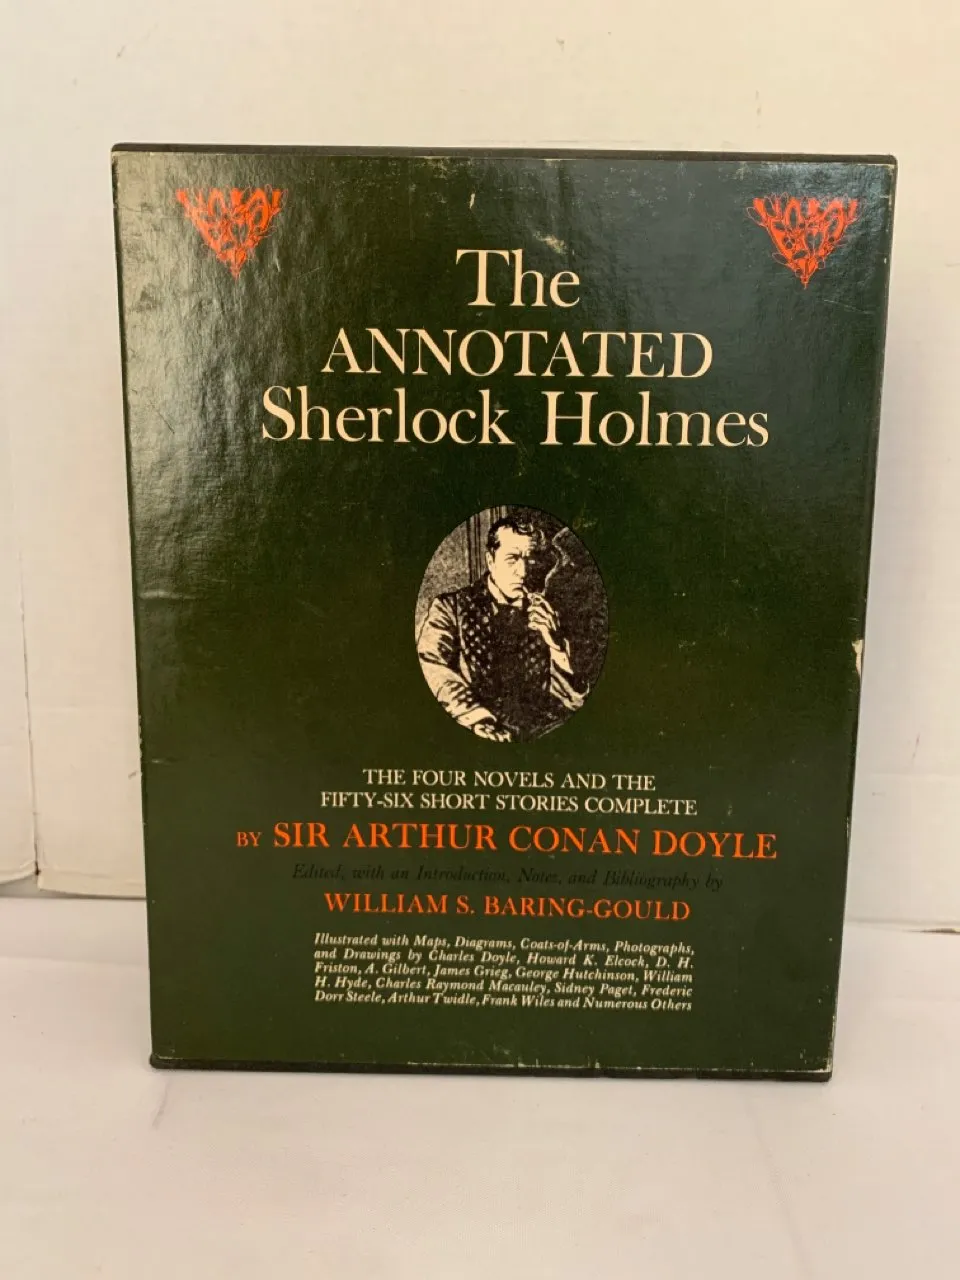 The
ANNOTATED
Sherlock Holmes
THE FOUR NOVELS AND THE
FIFTY-SIX SHORT STORIES COMPLETE
BY SIR ARTHUR CONAN DOYLE
Edited, with an Introduction, Notes, and Bibliography by
WILLIAM S. BARING-GOULD
Illustrated with Maps, Diagrams, Coats-of-Arms, Photographs,
and Drawings by Charles Doyle, Howard K. Elcock, D. H.
Friston, A. Gilbert, James Greig, George Hutchinson, William
H. Hyde, Charles Raymond Macauley, Sidney Paget, Frederic
Dorr Steele, Arthur Twidle, Frank Wiles and Numerous Others